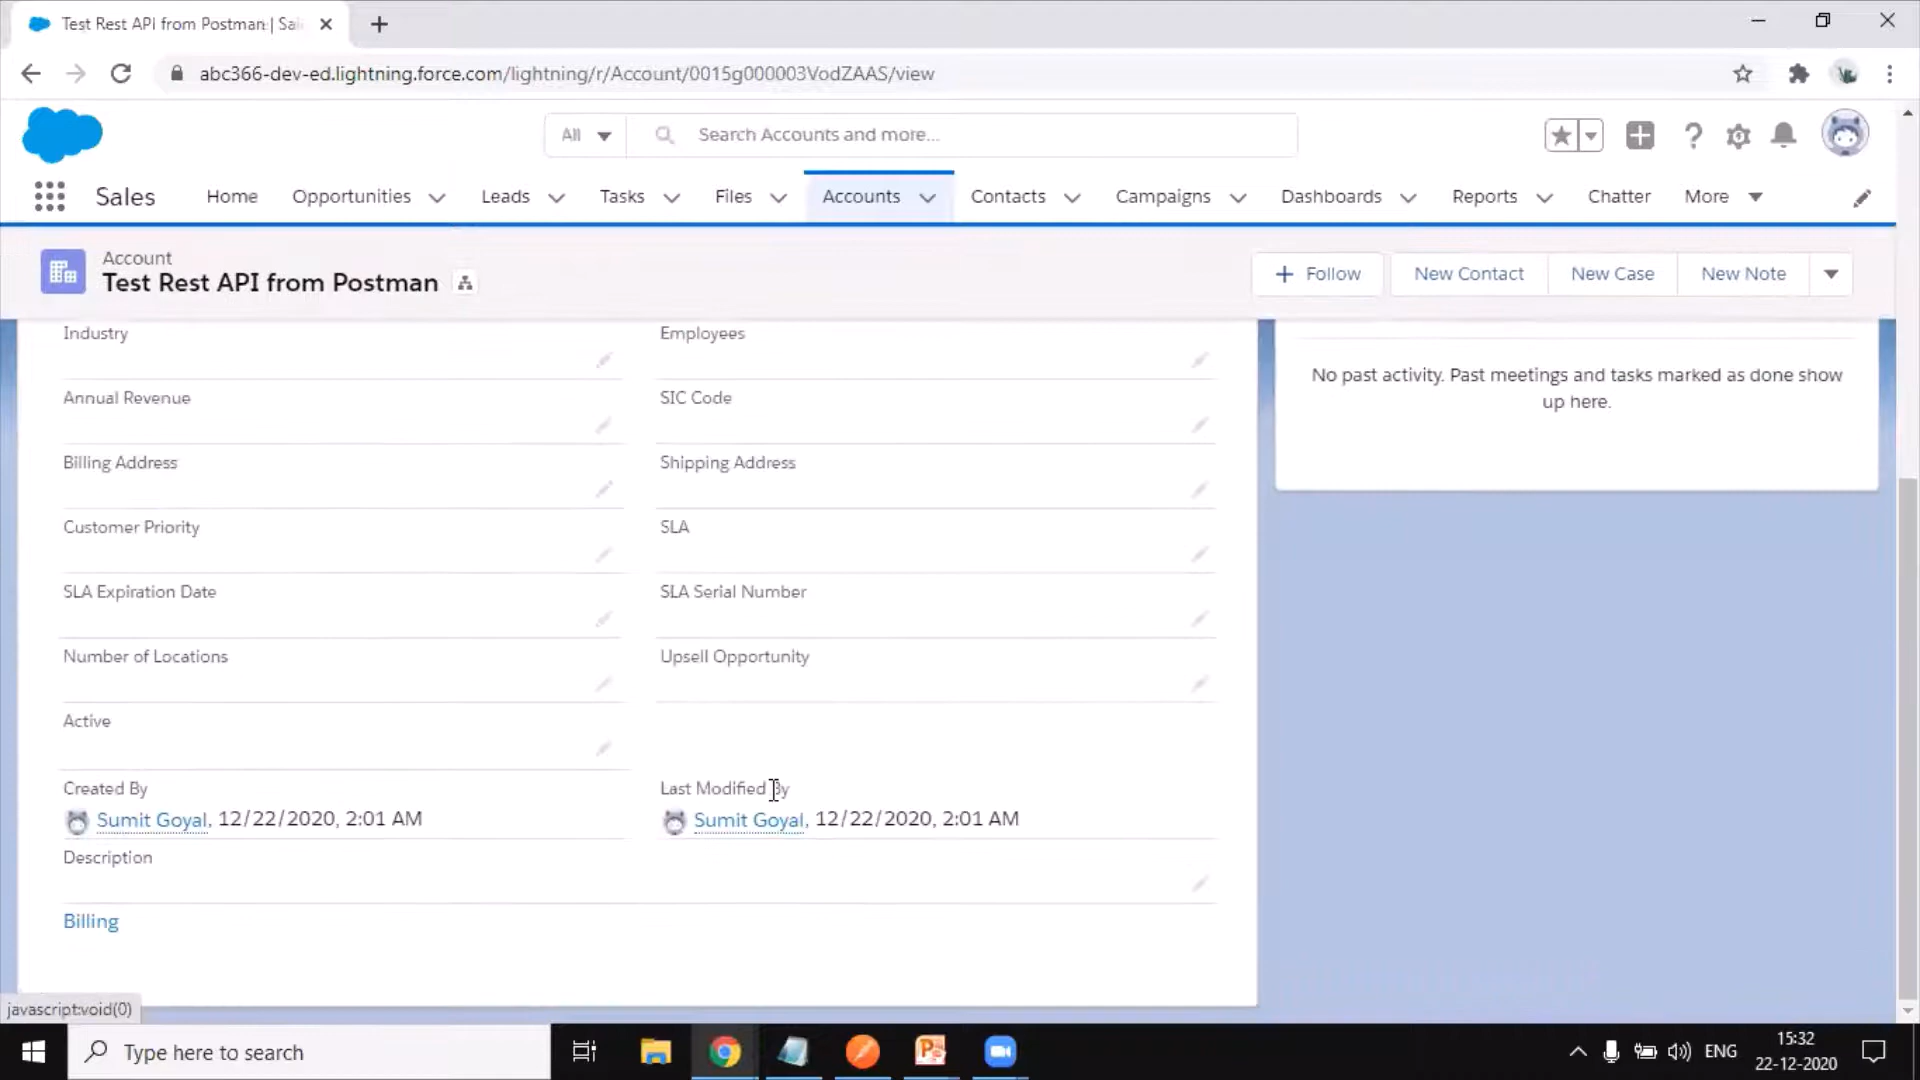 Test Rest API from Postman | Sal
abc366-dev-ed.lightning.force.com/lightning/r/Account/0015g000003VodZAAS/view
All Search Accounts and more...
Sales Home Opportunities Leads Tasks Files Accounts Contacts Campaigns Dashboards Reports Chatter More
Account
Test Rest API from Postman
Follow New Contact New Case New Note
Industry Employees
Annual Revenue SIC Code
Billing Address Shipping Address
Customer Priority SLA
SLA Expiration Date SLA Serial Number
Number of Locations Upsell Opportunity
Active
Created By Last Modified By
Sumit Goyal, 12/22/2020, 2:01 AM Sumit Goyal, 12/22/2020, 2:01 AM
Description
Billing
No past activity. Past meetings and tasks marked as done show
up here.
javascript:void(0)
Type here to search
ENG
15:32
22-12-2020